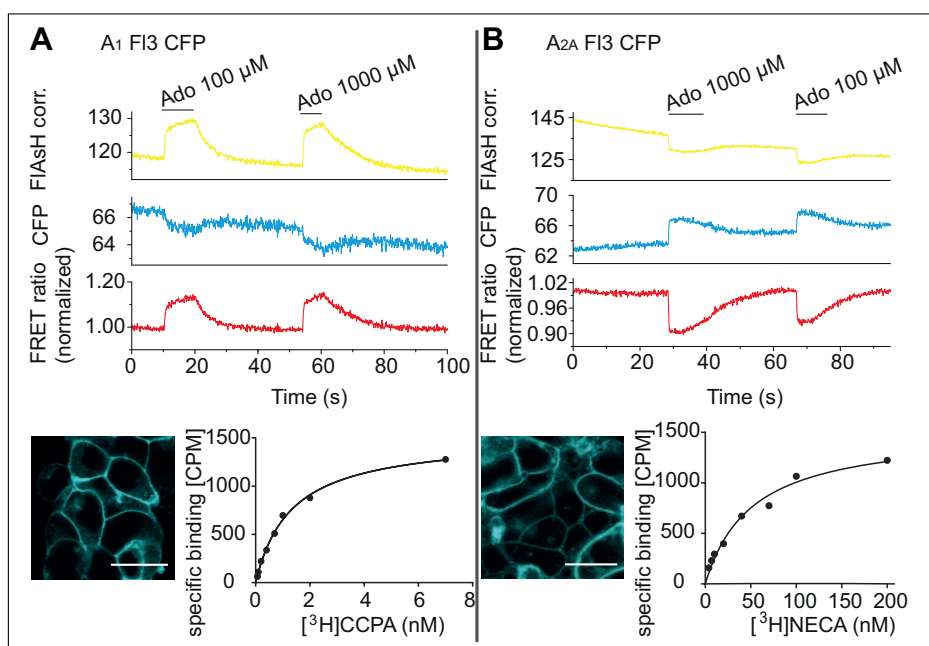 A A1 Fl3 CFP
Ado 100 µM
Ado 1000 µM
FlAsH corr.
130
120
CFP
66
64
FRET ratio
(normalized)
1.20
1.00
0 20 40 60 80 100
Time (s)
specific binding [CPM]
1500
1000
500
0
0 2 4 6 8
[³H]CCPA (nM)
B A2A Fl3 CFP
Ado 1000 µM
Ado 100 µM
FlAsH corr.
145
125
CFP
70
66
62
FRET ratio
(normalized)
1.02
0.96
0.90
0 20 40 60 80
Time (s)
specific binding [CPM]
1500
1000
500
0
0 50 100 150 200
[³H]NECA (nM)